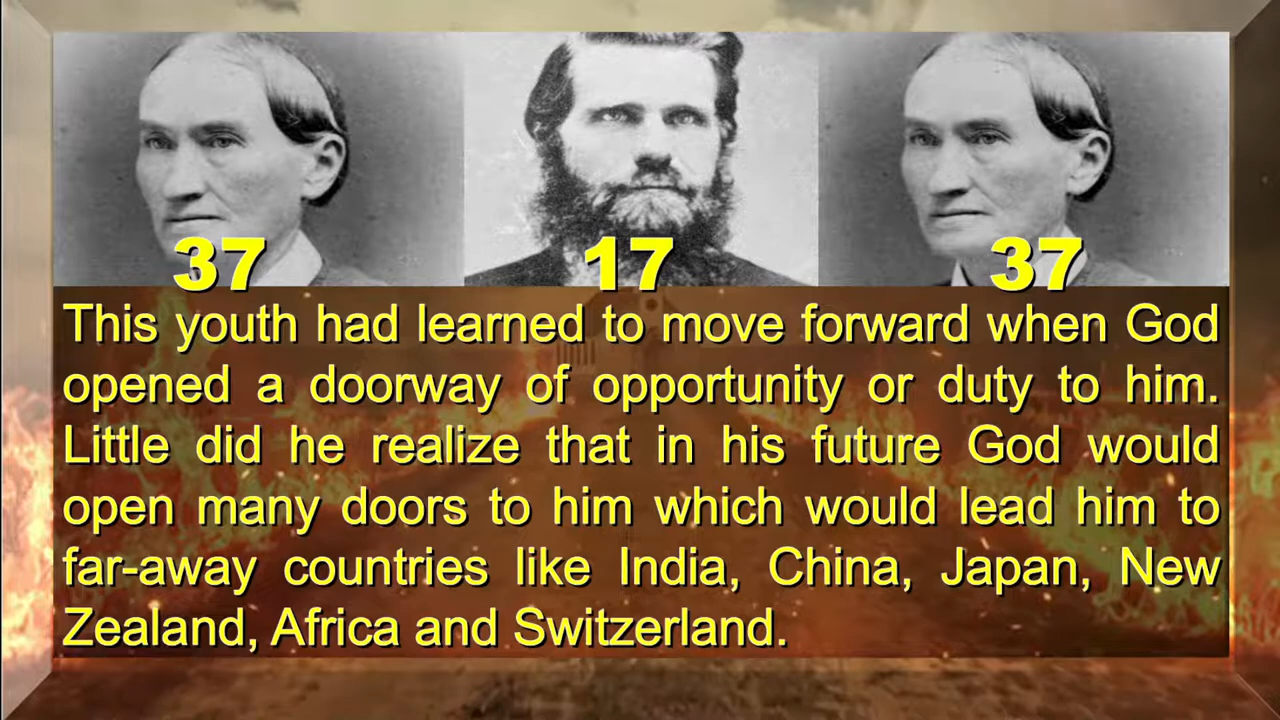 37 17 37
This youth had learned to move forward when God
opened a doorway of opportunity or duty to him.
Little did he realize that in his future God would
open many doors to him which would lead him to
far-away countries like India, China, Japan, New
Zealand, Africa and Switzerland.